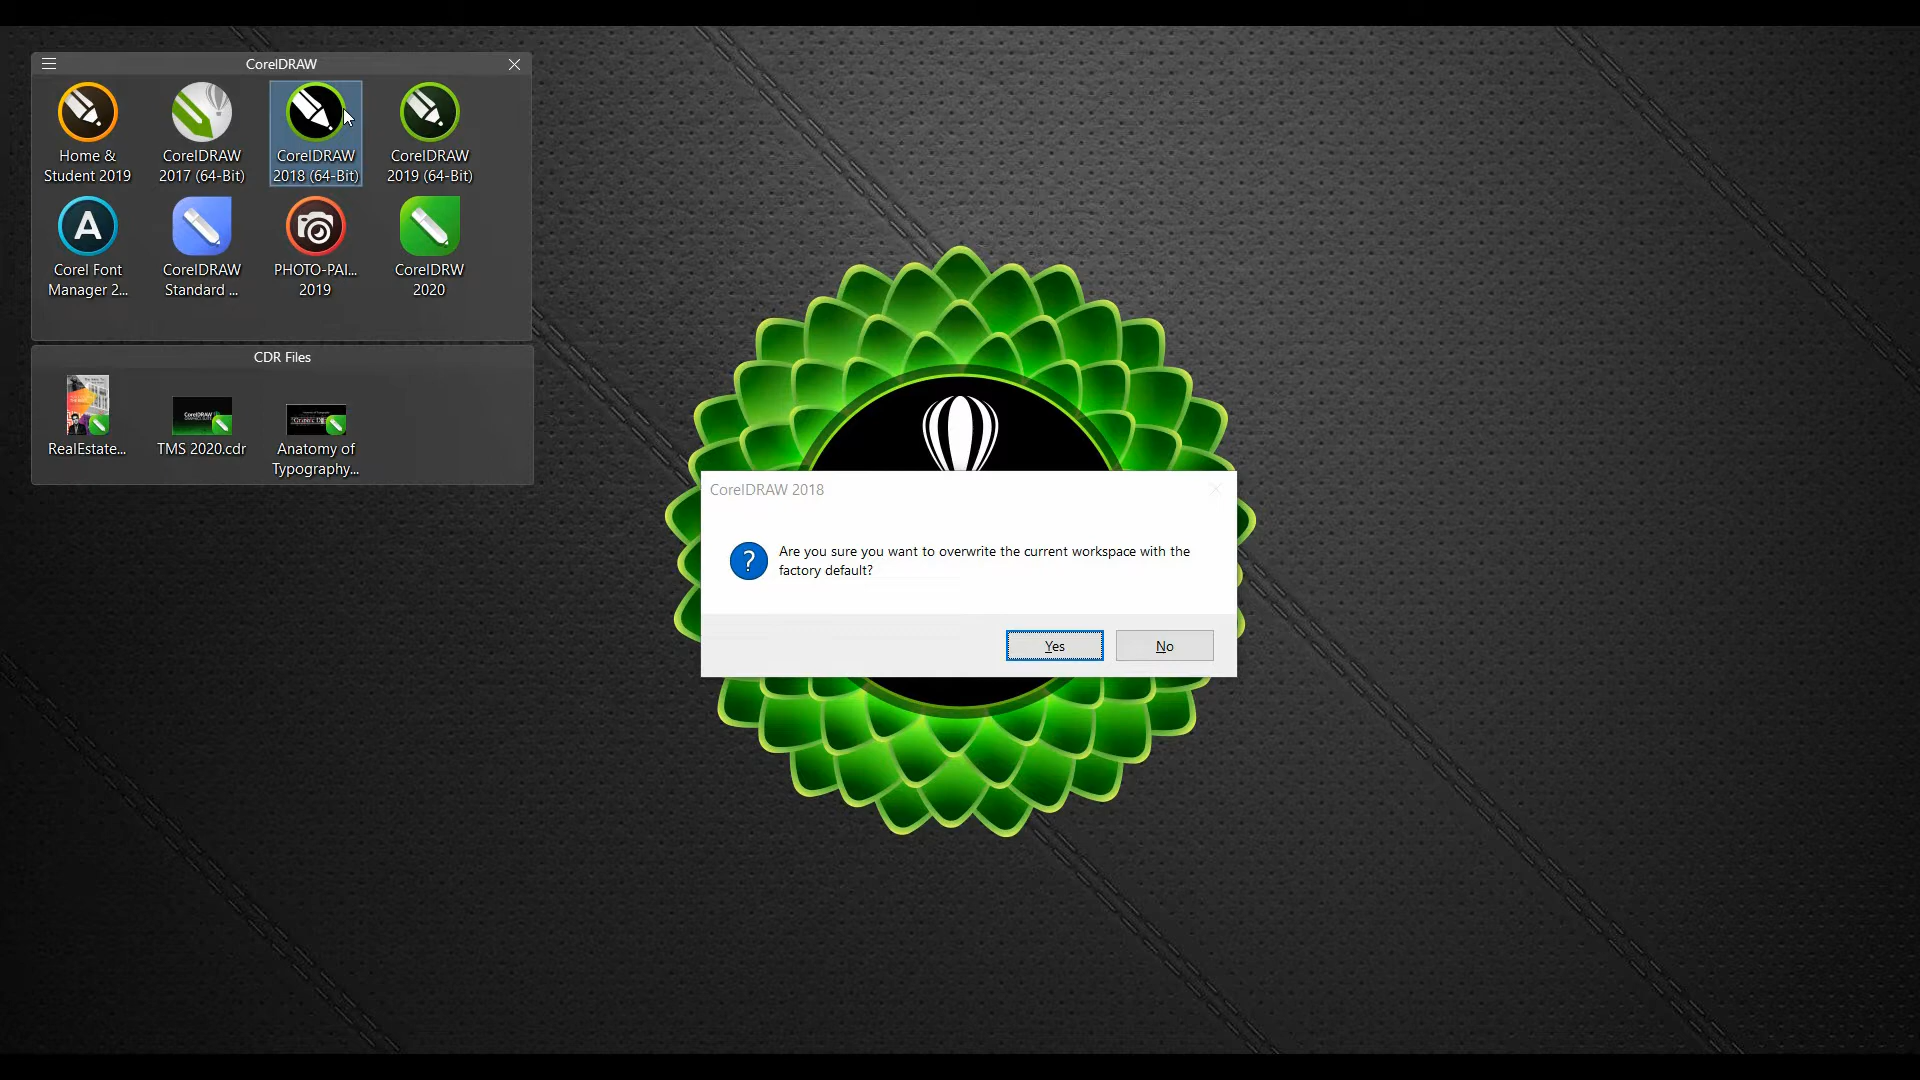 CorelDRAW
Home &
Student 2019
CorelDRAW
2017 (64-Bit)
CorelDRAW
2018 (64-Bit)
CorelDRAW
2019 (64-Bit)
Corel Font
Manager 2...
CorelDRAW
Standard ...
PHOTO-PAI...
2019
CorelDRW
2020
CDR Files
RealEstate...
TMS 2020.cdr
Anatomy of
Typography...
CorelDRAW 2018
Are you sure you want to overwrite the current workspace with the
factory default?
Yes
No